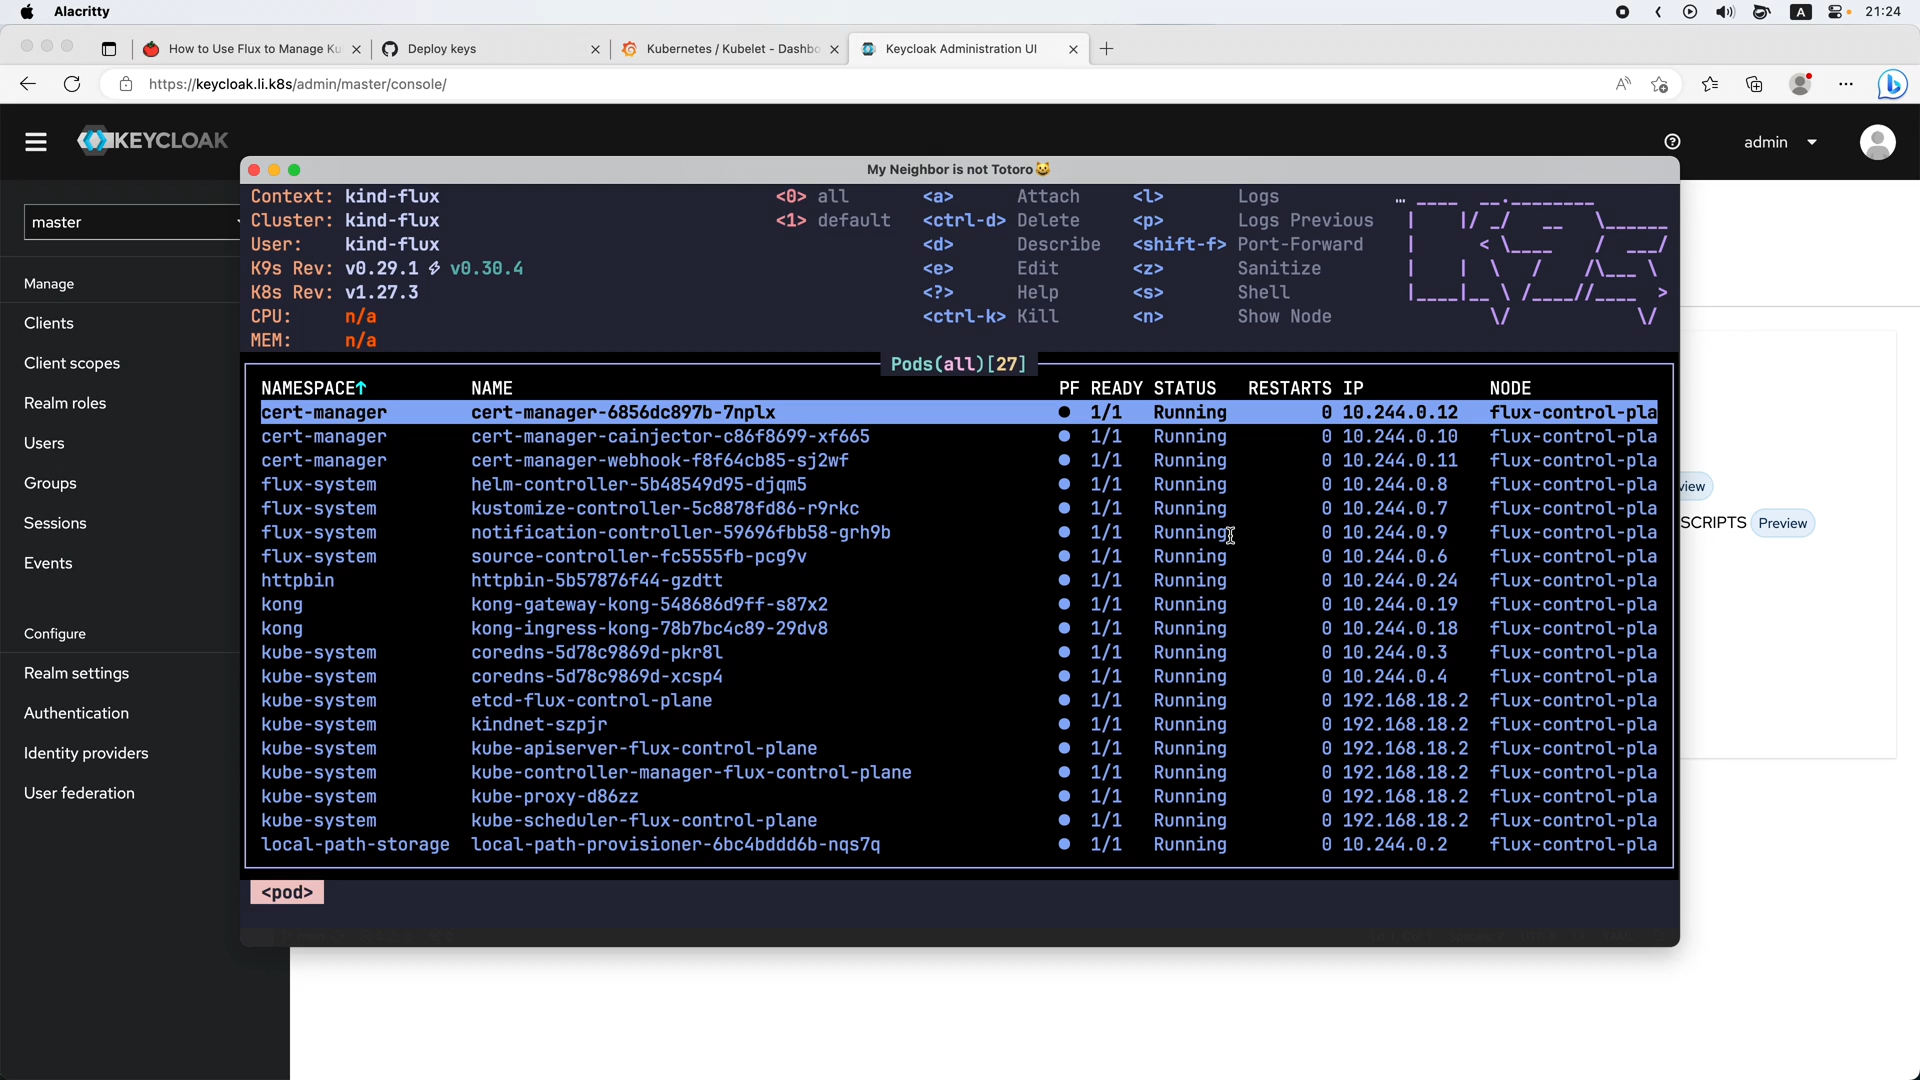 Alacritty
A
21:24
How to Use Flux to Manage Ku
Deploy keys
Kubernetes / Kubelet - Dashbo
Keycloak Administration UI
https://keycloak.li.k8s/admin/master/console/
KEYCLOAK
admin
My Neighbor is not Totoro😺
master
Manage
Clients
Client scopes
Realm roles
Users
Groups
Sessions
Events
Configure
Realm settings
Authentication
Identity providers
User federation
Context: kind-flux <0> all <a> Attach <l> Logs
Cluster: kind-flux <1> default <ctrl-d> Delete <p> Logs Previous
User: kind-flux <d> Describe <shift-f> Port-Forward
K9s Rev: v0.29.1 ⚡ v0.30.4 <e> Edit <z> Sanitize
K8s Rev: v1.27.3 <?> Help <s> Shell
CPU: n/a <ctrl-k> Kill <n> Show Node
MEM: n/a
Pods(all)[27]
NAMESPACE↑ NAME PF READY STATUS RESTARTS IP NODE
cert-manager cert-manager-6856dc897b-7nplx ● 1/1 Running 0 10.244.0.12 flux-control-pla
cert-manager cert-manager-cainjector-c86f8699-xf665 ● 1/1 Running 0 10.244.0.10 flux-control-pla
cert-manager cert-manager-webhook-f8f64cb85-sj2wf ● 1/1 Running 0 10.244.0.11 flux-control-pla
flux-system helm-controller-5b48549d95-djqm5 ● 1/1 Running 0 10.244.0.8 flux-control-pla
flux-system kustomize-controller-5c8878fd86-r9rkc ● 1/1 Running 0 10.244.0.7 flux-control-pla
flux-system notification-controller-59696fbb58-grh9b ● 1/1 Running 0 10.244.0.9 flux-control-pla
flux-system source-controller-fc5555fb-pcg9v ● 1/1 Running 0 10.244.0.6 flux-control-pla
httpbin httpbin-5b57876f44-gzdtt ● 1/1 Running 0 10.244.0.24 flux-control-pla
kong kong-gateway-kong-548686d9ff-s87x2 ● 1/1 Running 0 10.244.0.19 flux-control-pla
kong kong-ingress-kong-78b7bc4c89-29dv8 ● 1/1 Running 0 10.244.0.18 flux-control-pla
kube-system coredns-5d78c9869d-pkr8l ● 1/1 Running 0 10.244.0.3 flux-control-pla
kube-system coredns-5d78c9869d-xcsp4 ● 1/1 Running 0 10.244.0.4 flux-control-pla
kube-system etcd-flux-control-plane ● 1/1 Running 0 192.168.18.2 flux-control-pla
kube-system kindnet-szpjr ● 1/1 Running 0 192.168.18.2 flux-control-pla
kube-system kube-apiserver-flux-control-plane ● 1/1 Running 0 192.168.18.2 flux-control-pla
kube-system kube-controller-manager-flux-control-plane ● 1/1 Running 0 192.168.18.2 flux-control-pla
kube-system kube-proxy-d86zz ● 1/1 Running 0 192.168.18.2 flux-control-pla
kube-system kube-scheduler-flux-control-plane ● 1/1 Running 0 192.168.18.2 flux-control-pla
local-path-storage local-path-provisioner-6bc4bddd6b-nqs7q ● 1/1 Running 0 10.244.0.2 flux-control-pla
<pod>
view
SCRIPTS Preview